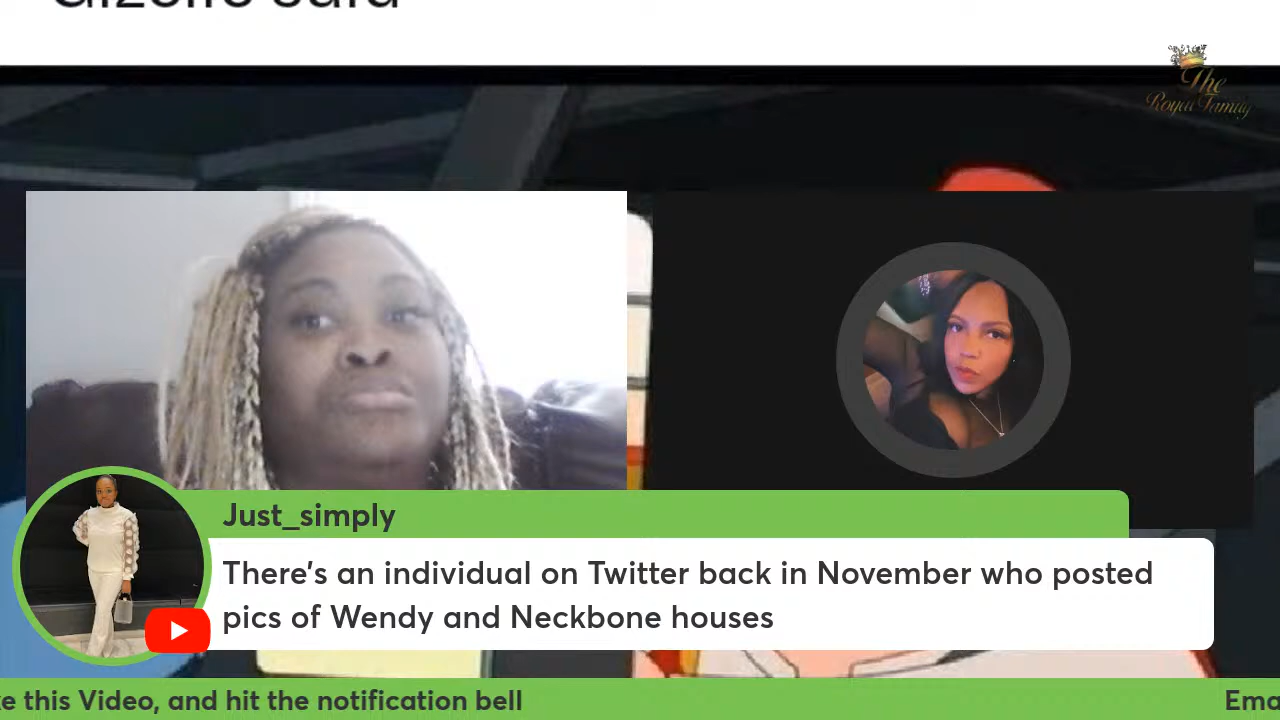 The
Royal Family
Just_simply
There's an individual on Twitter back in November who posted
pics of Wendy and Neckbone houses
this Video, and hit the notification bell